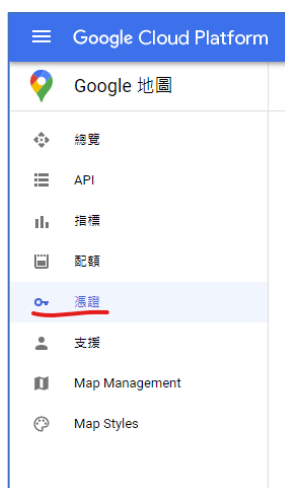 Google Cloud Platform
Google 地圖
總覽
API
指標
配額
憑證
支援
Map Management
Map Styles